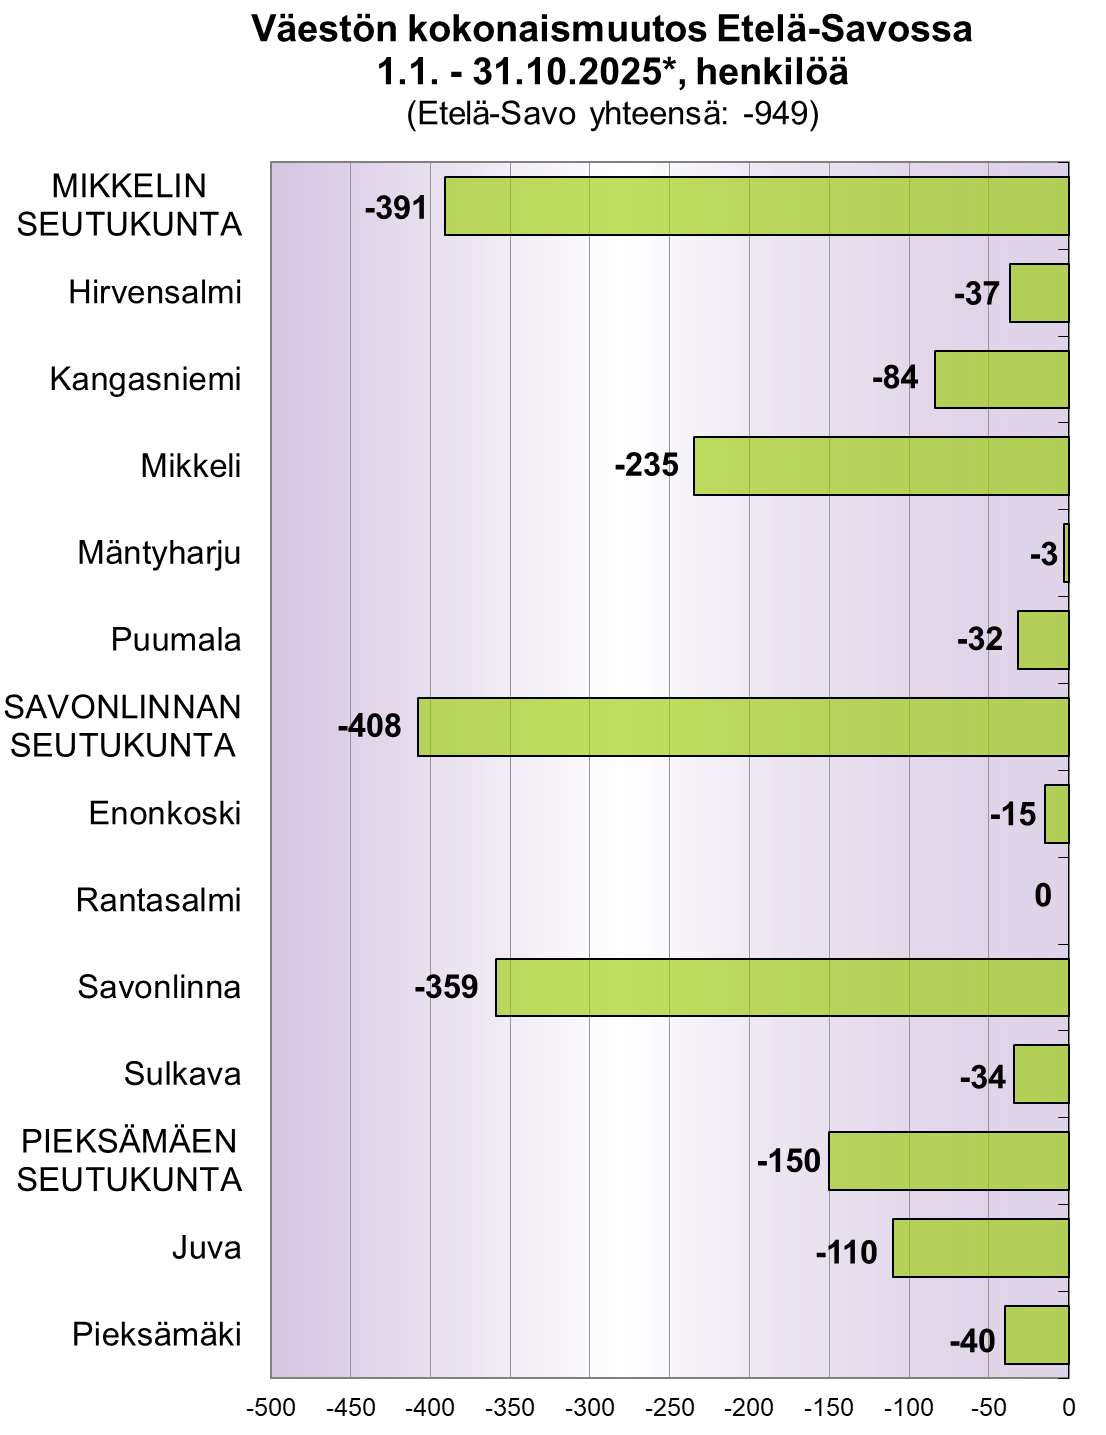 Väestön kokonaismuutos Etelä-Savossa
1.1. - 31.10.2025*, henkilöä
(Etelä-Savo yhteensä: -949)
MIKKELIN
SEUTUKUNTA
-391
Hirvensalmi
-37
Kangasniemi
-84
Mikkeli
-235
Mäntyharju
-3
Puumala
-32
SAVONLINNAN
SEUTUKUNTA
-408
Enonkoski
-15
Rantasalmi
0
Savonlinna
-359
Sulkava
-34
PIEKSÄMÄEN
SEUTUKUNTA
-150
Juva
-110
Pieksämäki
-40
-500 -450 -400 -350 -300 -250 -200 -150 -100 -50 0